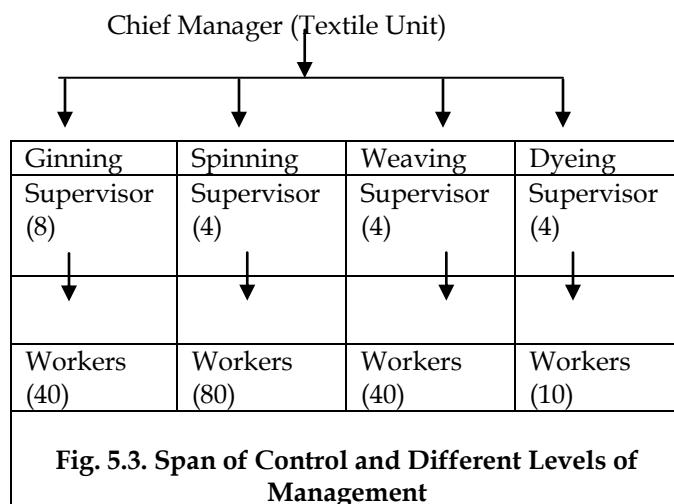 Chief Manager (Textile Unit)
Ginning Spinning Weaving Dyeing
Supervisor Supervisor Supervisor Supervisor
(8) (4) (4) (4)
Workers Workers Workers Workers
(40) (80) (40) (10)
Fig. 5.3. Span of Control and Different Levels of
Management